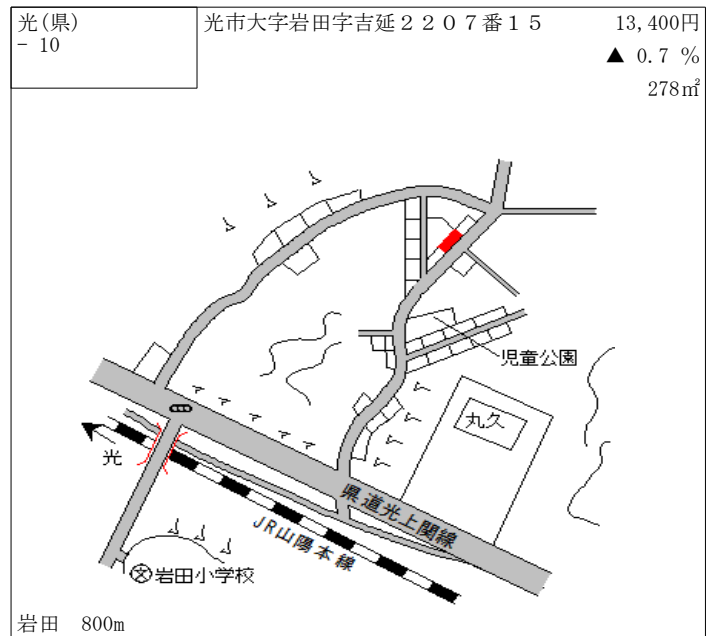 光(県)
- 10
光市大字岩田字吉延２２０７番１５
13,400円
▲ 0.7 %
278㎡
児童公園
丸久
光
県道光上関線
JR山陽本線
文岩田小学校
岩田 800m